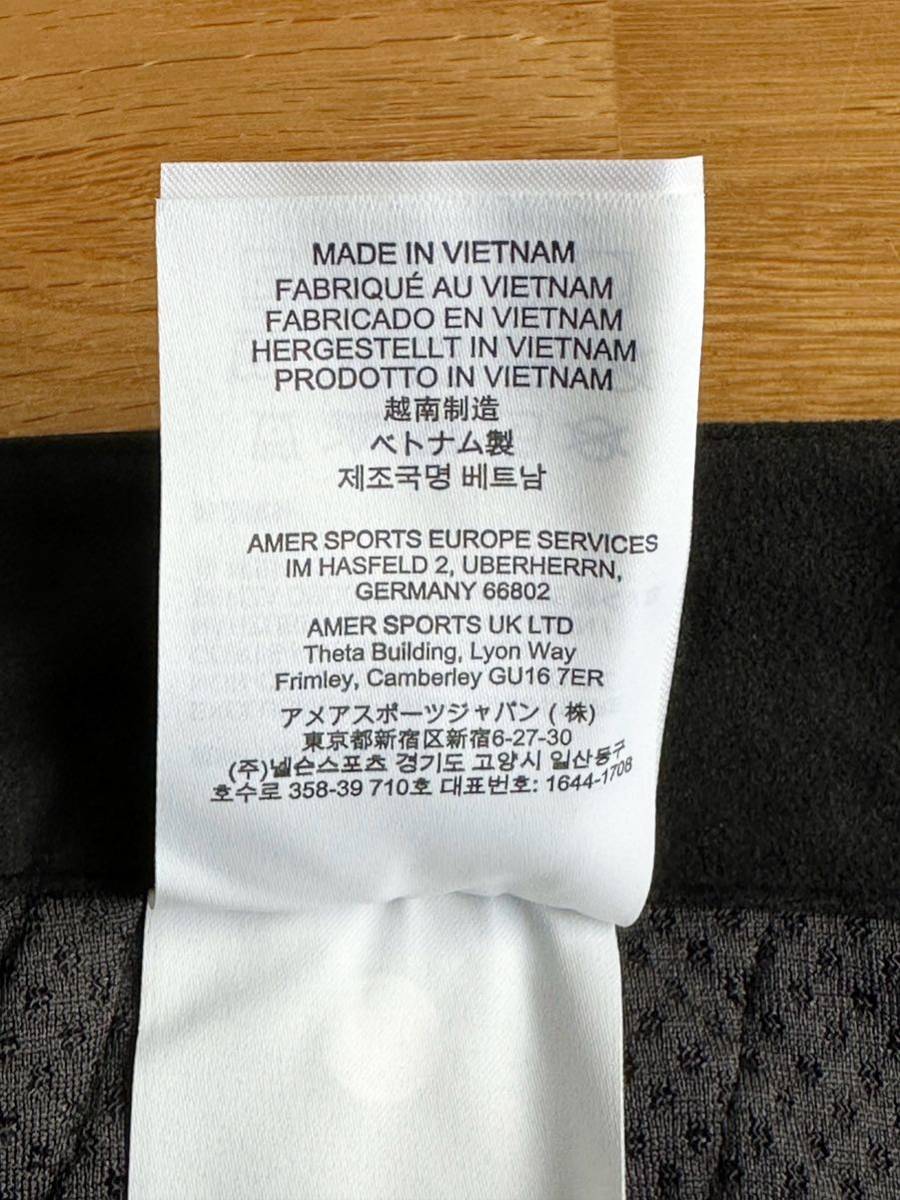 MADE IN VIETNAM
FABRIQUÉ AU VIETNAM
FABRICADO EN VIETNAM
HERGESTELLT IN VIETNAM
PRODOTTO IN VIETNAM
越南制造
ベトナム製
제조국명 베트남
AMER SPORTS EUROPE SERVICES
IM HASFELD 2, UBERHERRN,
GERMANY 66802
AMER SPORTS UK LTD
Theta Building, Lyon Way
Frimley, Camberley GU16 7ER
アメアスポーツジャパン (株)
東京都新宿区新宿6-27-30
(주)넬슨스포츠 경기도 고양시 일산동구
호수로 358-39 710호 대표번호: 1644-1708